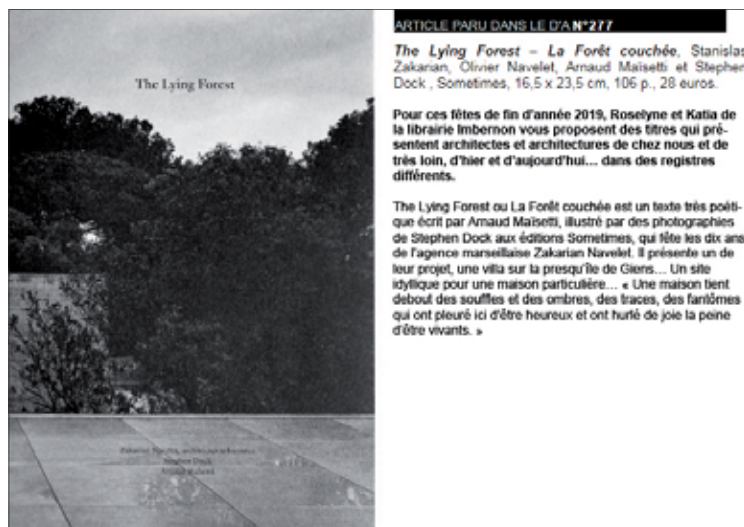 The Lying Forest
Stephen Dock
ARTICLE PARU DANS LE D'A N°277
The Lying Forest – La Forêt couchée, Stanislas
Zakarian, Olivier Navelet, Arnaud Maïsetti et Stephen
Dock , Sometimes, 16,5 x 23,5 cm, 106 p., 28 euros.
Pour ces fêtes de fin d'année 2019, Roselyne et Katia de
la librairie Imbernon vous proposent des titres qui pré-
sentent architectes et architectures de chez nous et de
très loin, d'hier et d'aujourd'hui... dans des registres
différents.
The Lying Forest ou La Forêt couchée est un texte très poéti-
que écrit par Arnaud Maïsetti, illustré par des photographies
de Stephen Dock aux éditions Sometimes, qui fête les dix ans
de l'agence marseillaise Zakarian Navelet. Il présente un de
leur projet, une villa sur la presqu'île de Giens... Un site
idyllique pour une maison particulière... « Une maison tient
debout des souffles et des ombres, des traces, des fantômes
qui ont pleuré ici d'être heureux et ont hurlé de joie la peine
d'être vivants. »